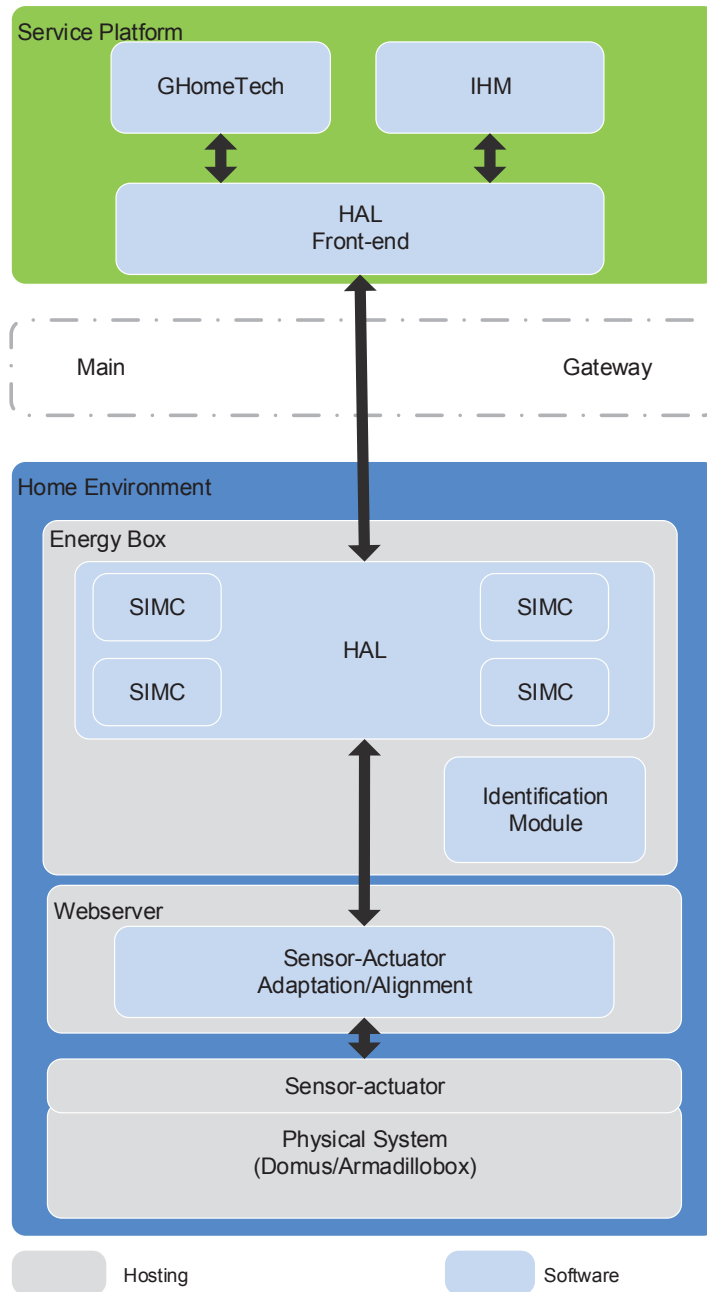 Service Platform
GHomeTech
IHM
HAL
Front-end
Main
Gateway
Home Environment
Energy Box
SIMC
SIMC
HAL
SIMC
SIMC
Identification
Module
Webserver
Sensor-Actuator
Adaptation/Alignment
Sensor-actuator
Physical System
(Domus/Armadillobox)
Hosting
Software